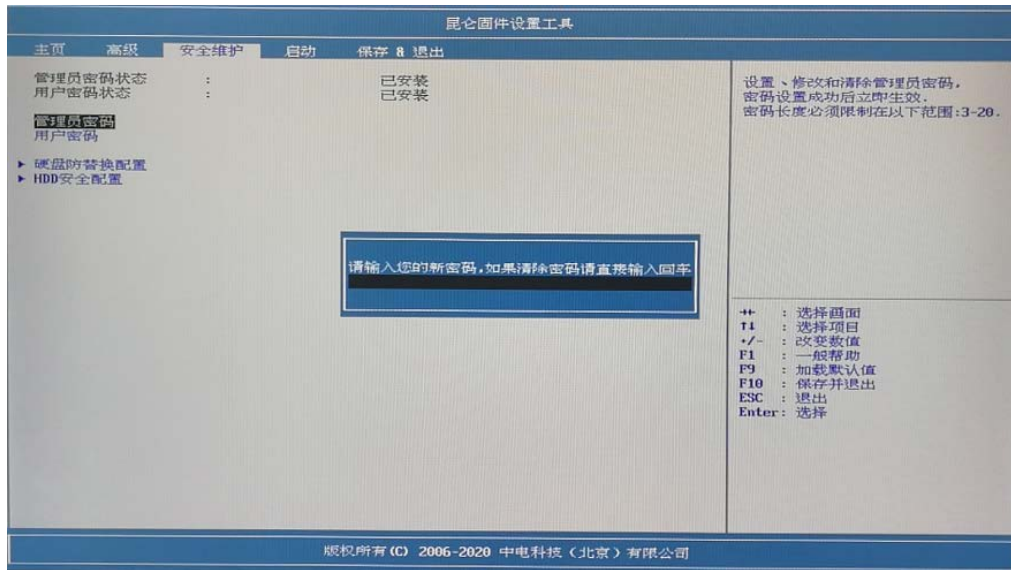 昆仑固件设置工具
主页 高级 安全维护 启动 保存 & 退出
管理员密码状态 : 已安装
用户密码状态 : 已安装
管理员密码
用户密码
▶ 硬盘防替换配置
▶ HDD安全配置
请输入您的新密码,如果清除密码请直接输入回车
设置、修改和清除管理员密码,
密码设置成功后立即生效.
密码长度必须限制在以下范围:3-20.
→← : 选择画面
↑↓ : 选择项目
+/- : 改变数值
F1 : 一般帮助
F9 : 加载默认值
F10 : 保存并退出
ESC : 退出
Enter: 选择
版权所有(C) 2006-2020 中电科技(北京)有限公司